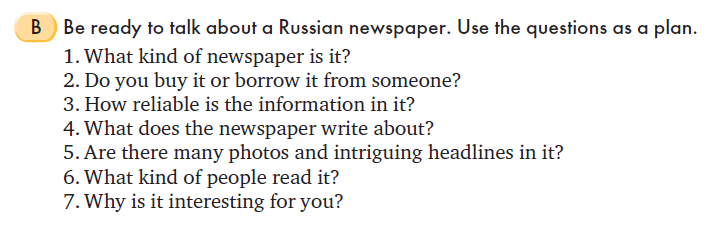 B Be ready to talk about a Russian newspaper. Use the questions as a plan.
1. What kind of newspaper is it?
2. Do you buy it or borrow it from someone?
3. How reliable is the information in it?
4. What does the newspaper write about?
5. Are there many photos and intriguing headlines in it?
6. What kind of people read it?
7. Why is it interesting for you?